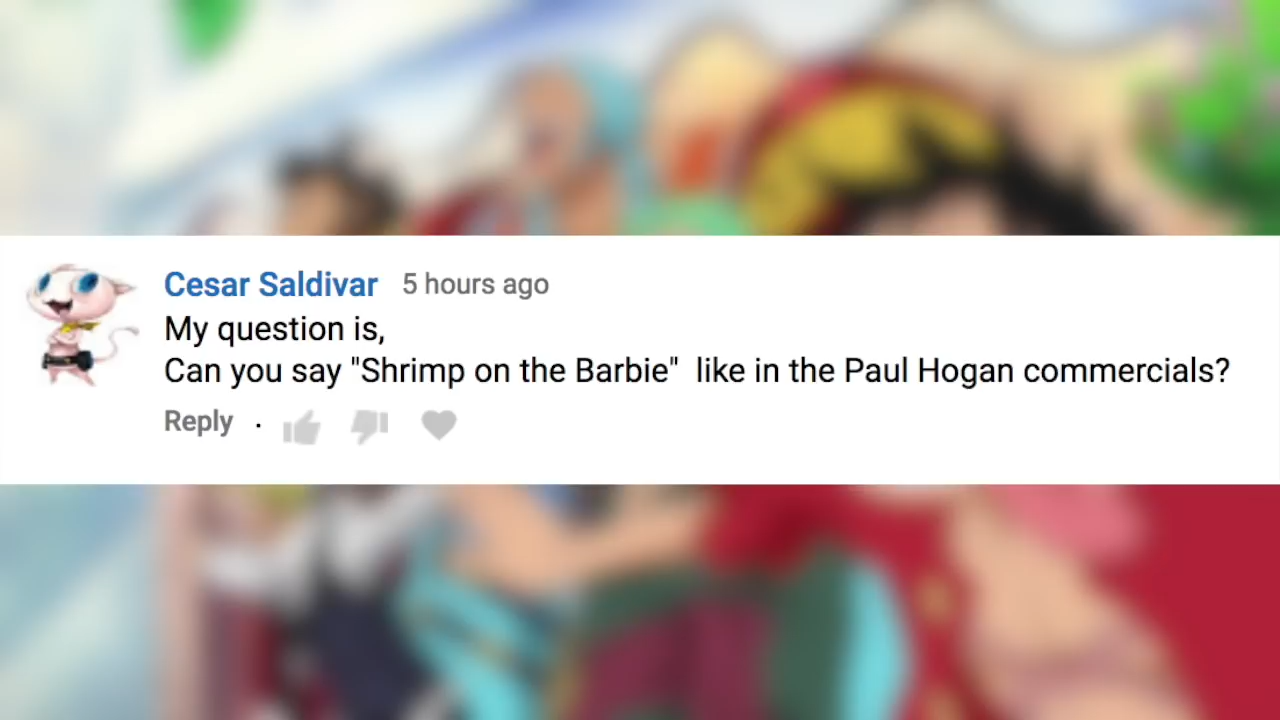 Cesar Saldivar 5 hours ago
My question is,
Can you say "Shrimp on the Barbie"  like in the Paul Hogan commercials?
Reply ·